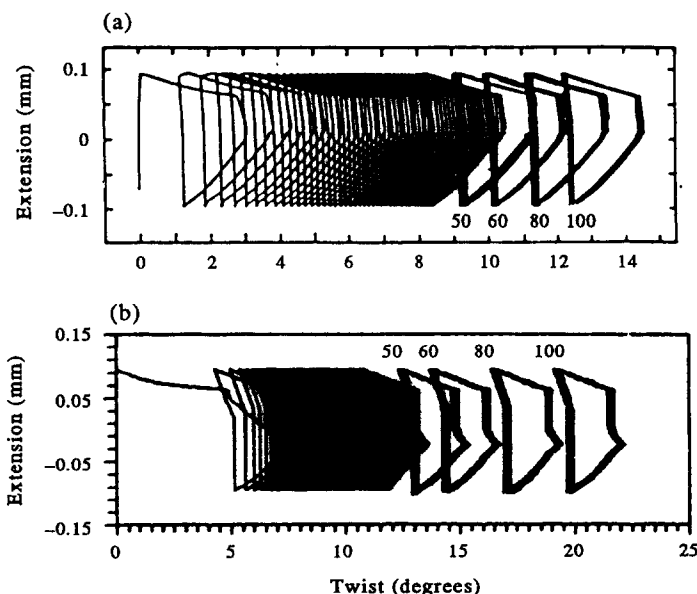 (a)
Extension (mm)
0.1
0
−0.1
50 60 80 100
0 2 4 6 8 10 12 14
(b)
Extension (mm)
0.15
0.05
−0.05
−0.15
50 60 80 100
0 5 10 15 20 25
Twist (degrees)